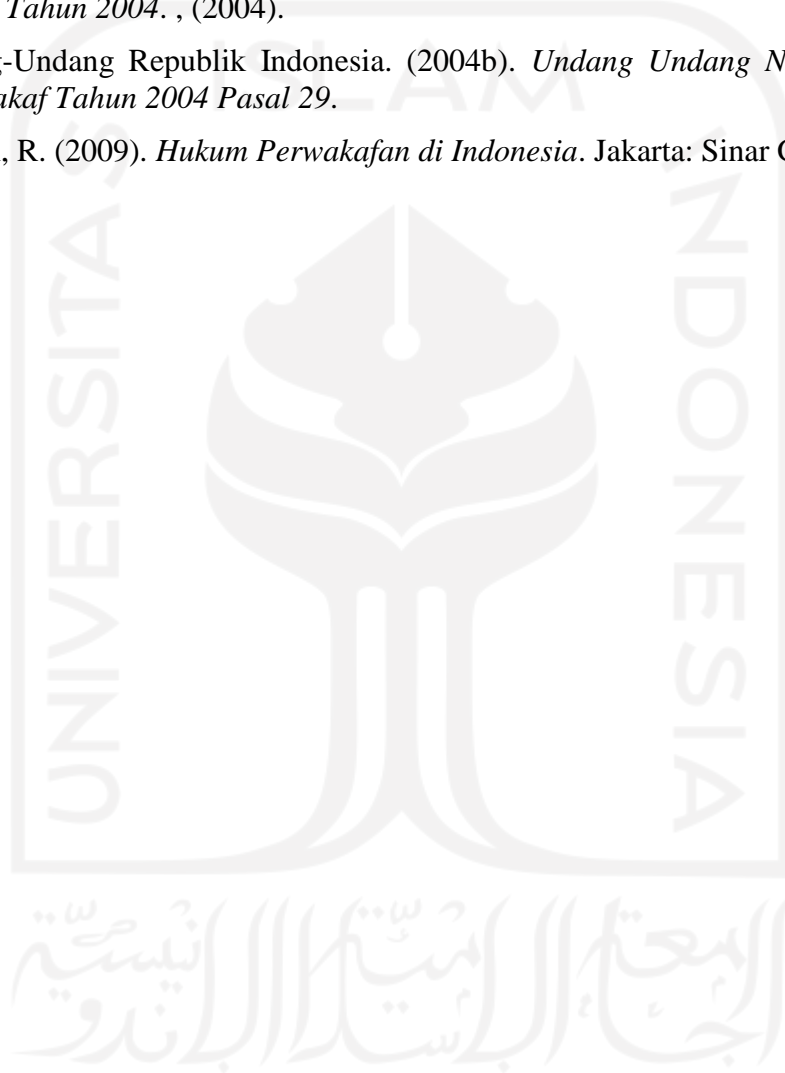 Tahun 2004. , (2004).
g-Undang Republik Indonesia. (2004b). Undang Undang N
akaf Tahun 2004 Pasal 29.
, R. (2009). Hukum Perwakafan di Indonesia. Jakarta: Sinar G
ISLAM
UNIVERSITAS
INDONESIA